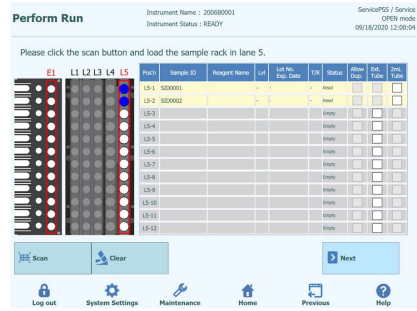 Perform Run
Instrument Name : 2006B0001
Instrument Status : READY
ServicePSS / Service
OPEN mode
09/18/2020 12:00:04
Please click the scan button and load the sample rack in lane 5.
E1 L1 L2 L3 L4 L5
Pos'n Sample ID Reagent Name Lvl Lot No. Exp. Date T/R Status Allow Dup. Ext. Tube 2mL Tube
L5-1 SID0001 - - - Read
L5-2 SID0002 - - - Read
L5-3 Empty
L5-4 Empty
L5-5 Empty
L5-6 Empty
L5-7 Empty
L5-8 Empty
L5-9 Empty
L5-10 Empty
L5-11 Empty
L5-12 Empty
Scan Clear Next
Log out System Settings Maintenance Home Previous Help